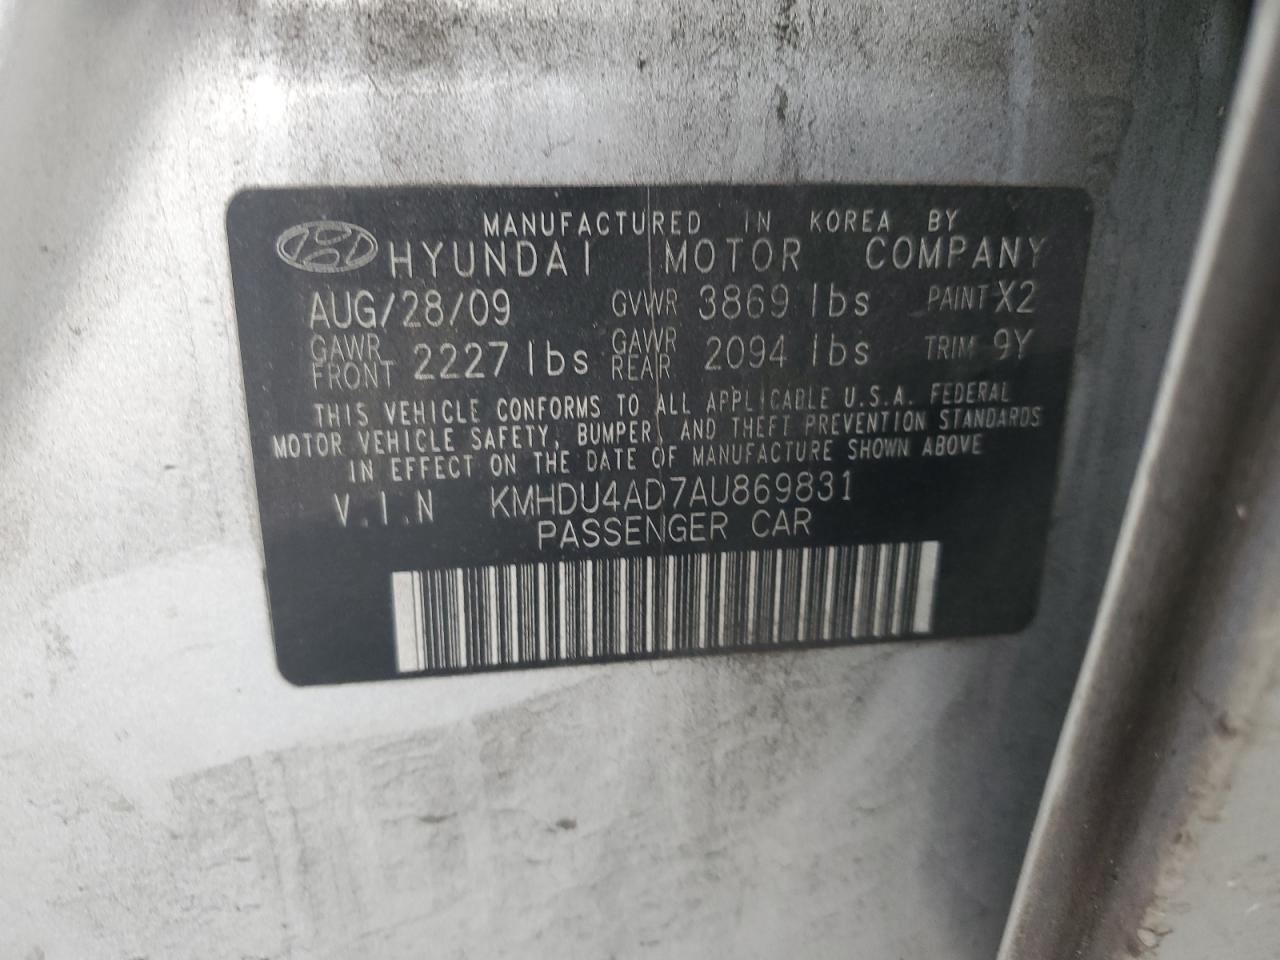 MANUFACTURED IN KOREA BY
HYUNDAI MOTOR COMPANY
AUG/28/09 GVWR 3869 lbs PAINT X2
GAWR FRONT 2227 lbs GAWR REAR 2094 lbs TRIM 9Y
THIS VEHICLE CONFORMS TO ALL APPLICABLE U.S.A. FEDERAL
MOTOR VEHICLE SAFETY, BUMPER, AND THEFT PREVENTION STANDARDS
IN EFFECT ON THE DATE OF MANUFACTURE SHOWN ABOVE
V.I.N KMHDU4AD7AU869831
PASSENGER CAR